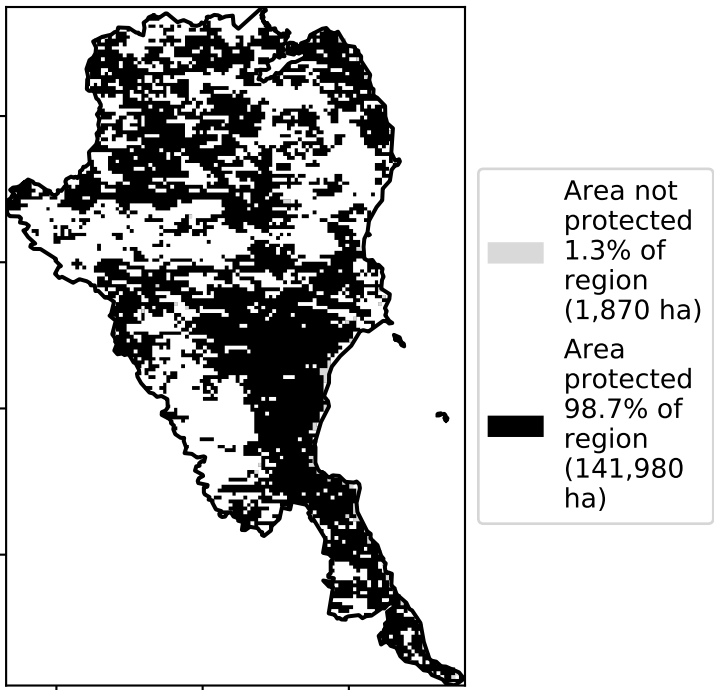 Area not
protected
1.3% of
region
(1,870 ha)
Area
protected
98.7% of
region
(141,980
ha)